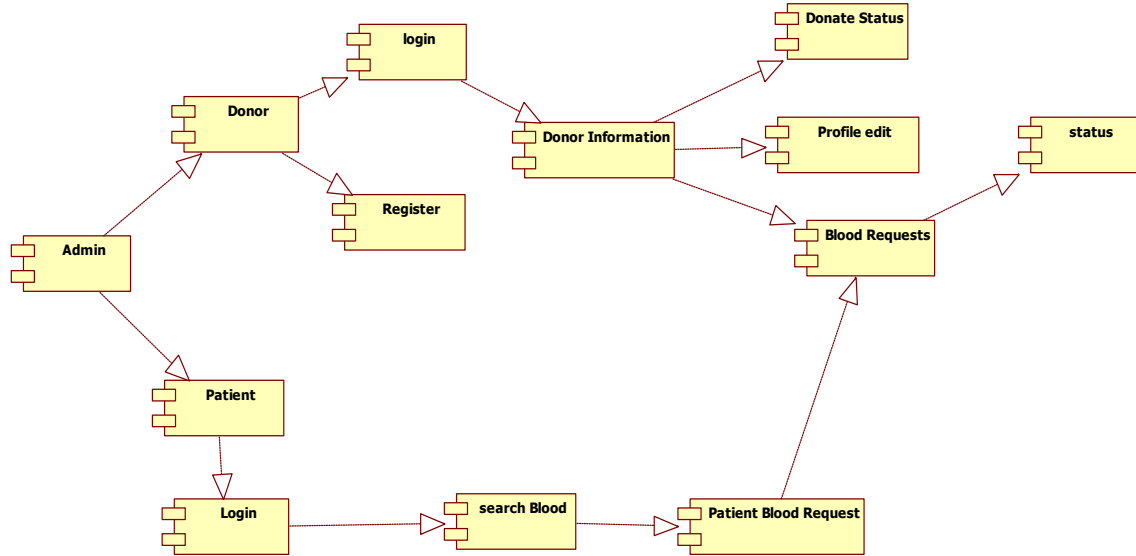 Donate Status
login
Donor
Donor Information
Profile edit
status
Register
Admin
Blood Requests
Patient
Login
search Blood
Patient Blood Request